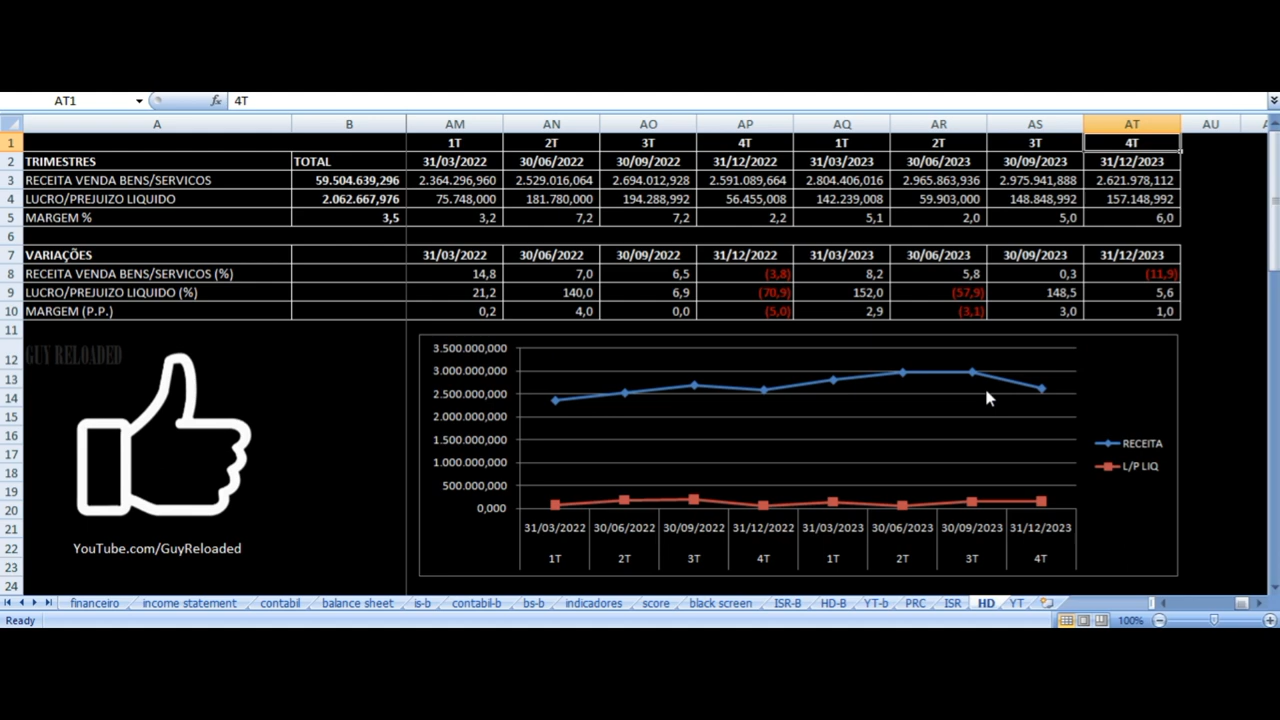 AT1 fx 4T
A B AM AN AO AP AQ AR AS AT AU
1 1T 2T 3T 4T 1T 2T 3T 4T
2 TRIMESTRES TOTAL 31/03/2022 30/06/2022 30/09/2022 31/12/2022 31/03/2023 30/06/2023 30/09/2023 31/12/2023
3 RECEITA VENDA BENS/SERVICOS 59.504.639,296 2.364.296,960 2.529.016,064 2.694.012,928 2.591.089,664 2.804.406,016 2.965.863,936 2.975.941,888 2.621.978,112
4 LUCRO/PREJUIZO LIQUIDO 2.062.667,976 75.748,000 181.780,000 194.288,992 56.455,008 142.239,008 59.903,000 148.848,992 157.148,992
5 MARGEM % 3,5 3,2 7,2 7,2 2,2 5,1 2,0 5,0 6,0
6
7 VARIAÇÕES 31/03/2022 30/06/2022 30/09/2022 31/12/2022 31/03/2023 30/06/2023 30/09/2023 31/12/2023
8 RECEITA VENDA BENS/SERVICOS (%) 14,8 7,0 6,5 (3,8) 8,2 5,8 0,3 (11,9)
9 LUCRO/PREJUIZO LIQUIDO (%) 21,2 140,0 6,9 (70,9) 152,0 (57,9) 148,5 5,6
10 MARGEM (P.P.) 0,2 4,0 0,0 (5,0) 2,9 (3,1) 3,0 1,0
11
12 GUY RELOADED
13
14
15
16
17
18
19
20
21
22
23
24
YouTube.com/GuyReloaded
3.500.000,000
3.000.000,000
2.500.000,000
2.000.000,000
1.500.000,000
1.000.000,000
500.000,000
0,000
31/03/2022 30/06/2022 30/09/2022 31/12/2022 31/03/2023 30/06/2023 30/09/2023 31/12/2023
1T 2T 3T 4T 1T 2T 3T 4T
RECEITA
L/P LIQ
financeiro income statement contabil balance sheet is-b contabil-b bs-b indicadores score black screen ISR-B HD-B YT-b PRC ISR HD YT
Ready 100%